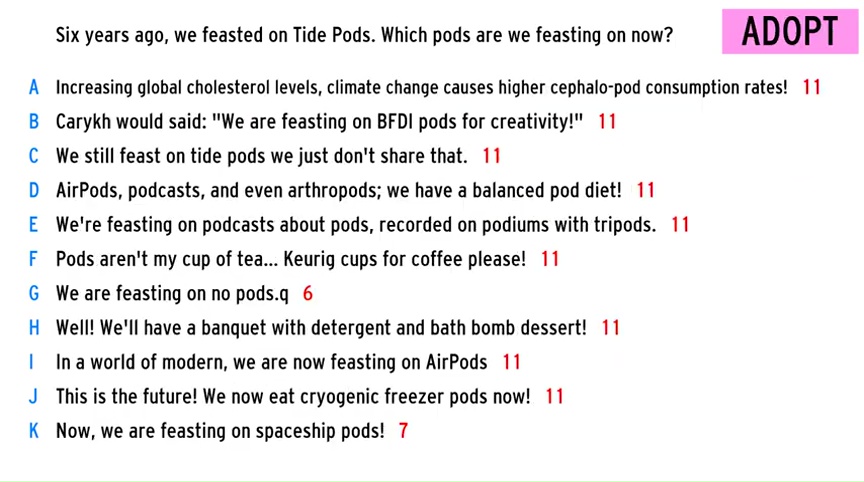 Six years ago, we feasted on Tide Pods. Which pods are we feasting on now?
ADOPT
A Increasing global cholesterol levels, climate change causes higher cephalo-pod consumption rates! 11
B Carykh would said: "We are feasting on BFDI pods for creativity!" 11
C We still feast on tide pods we just don't share that. 11
D AirPods, podcasts, and even arthropods; we have a balanced pod diet! 11
E We're feasting on podcasts about pods, recorded on podiums with tripods. 11
F Pods aren't my cup of tea... Keurig cups for coffee please! 11
G We are feasting on no pods.q 6
H Well! We'll have a banquet with detergent and bath bomb dessert! 11
I In a world of modern, we are now feasting on AirPods 11
J This is the future! We now eat cryogenic freezer pods now! 11
K Now, we are feasting on spaceship pods! 7